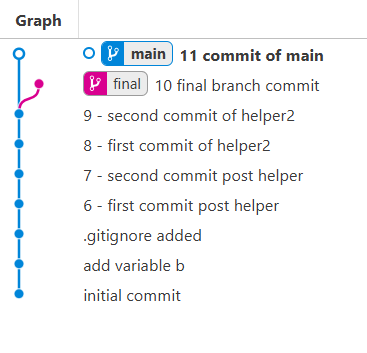 Graph
main 11 commit of main
final 10 final branch commit
9 - second commit of helper2
8 - first commit of helper2
7 - second commit post helper
6 - first commit post helper
.gitignore added
add variable b
initial commit